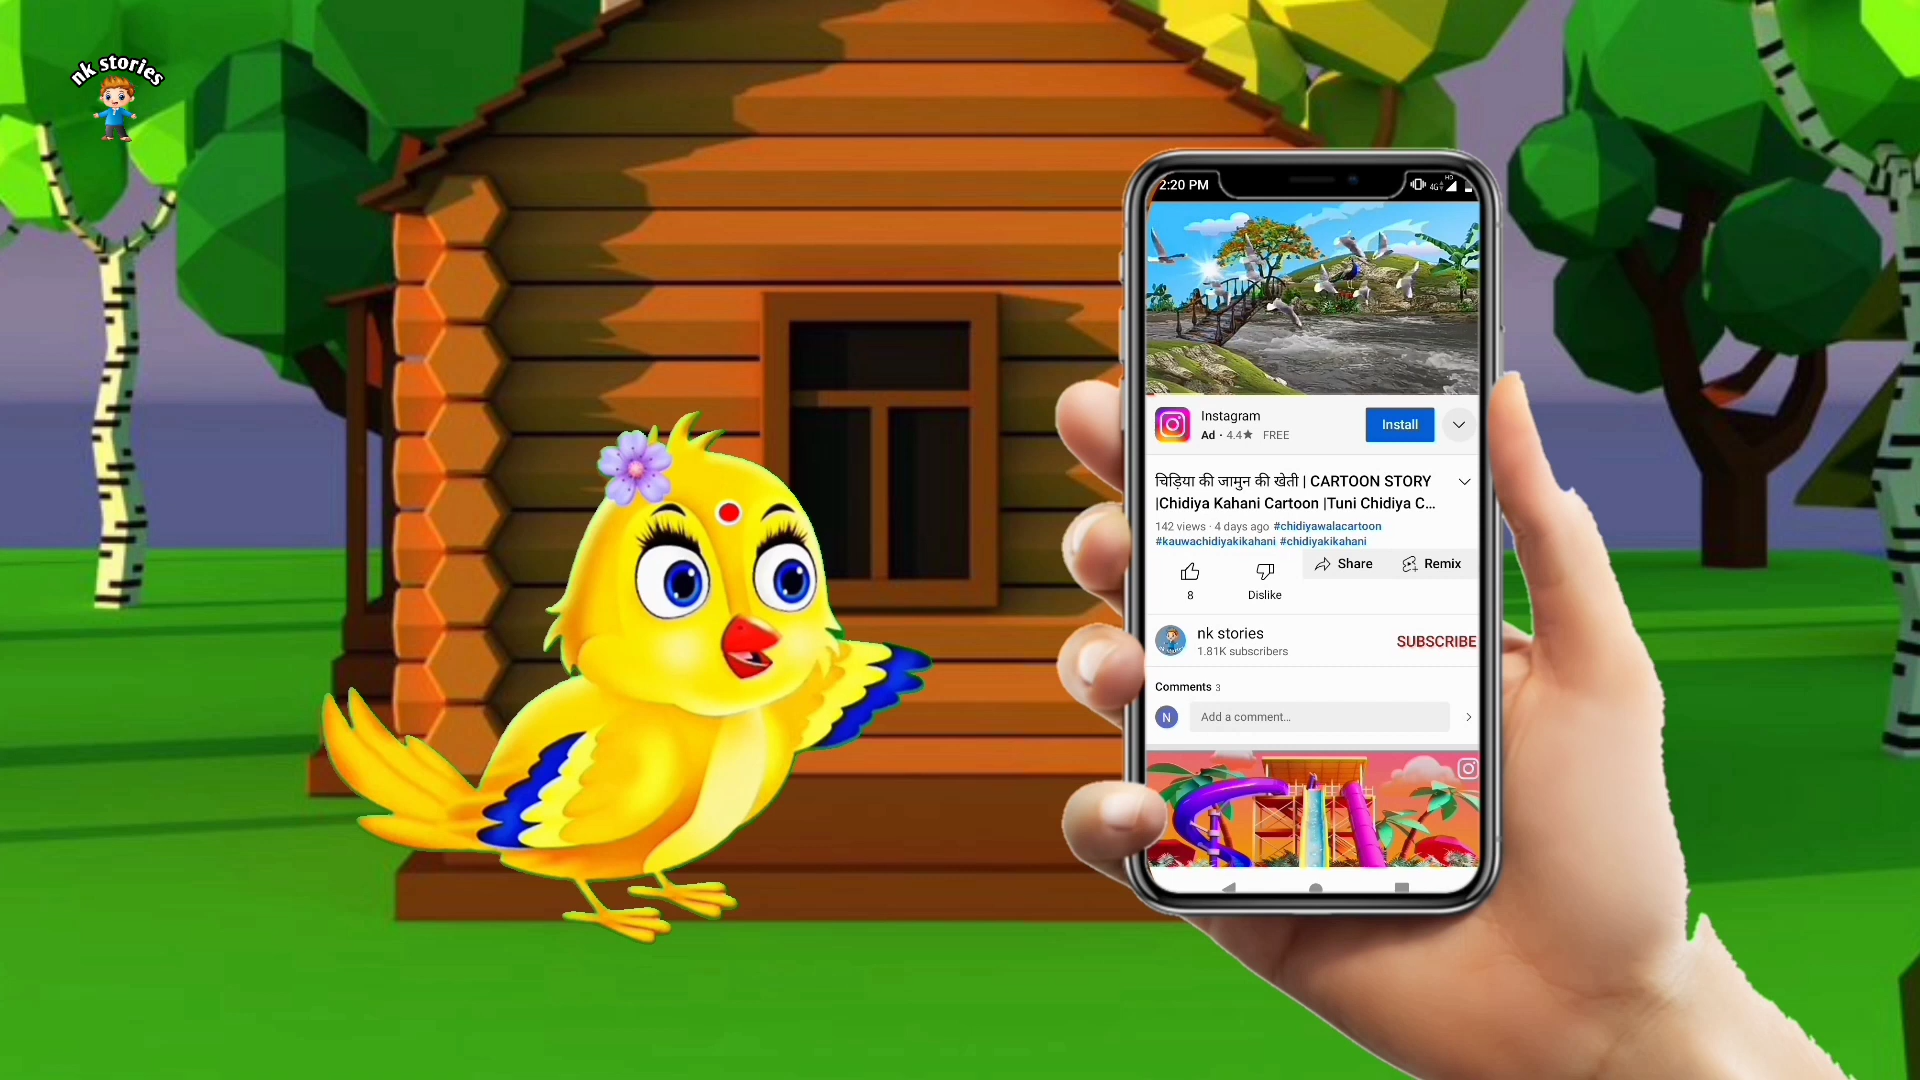 nk stories
2:20 PM
4G
HD
Instagram
Ad · 4.4★ FREE
Install
चिड़िया की जामुन की खेती | CARTOON STORY
|Chidiya Kahani Cartoon |Tuni Chidiya C...
142 views · 4 days ago #chidiyawalacartoon
#kauwachidiyakikahani #chidiyakikahani
Share
Remix
8
Dislike
nk stories
1.81K subscribers
SUBSCRIBE
Comments 3
N
Add a comment...